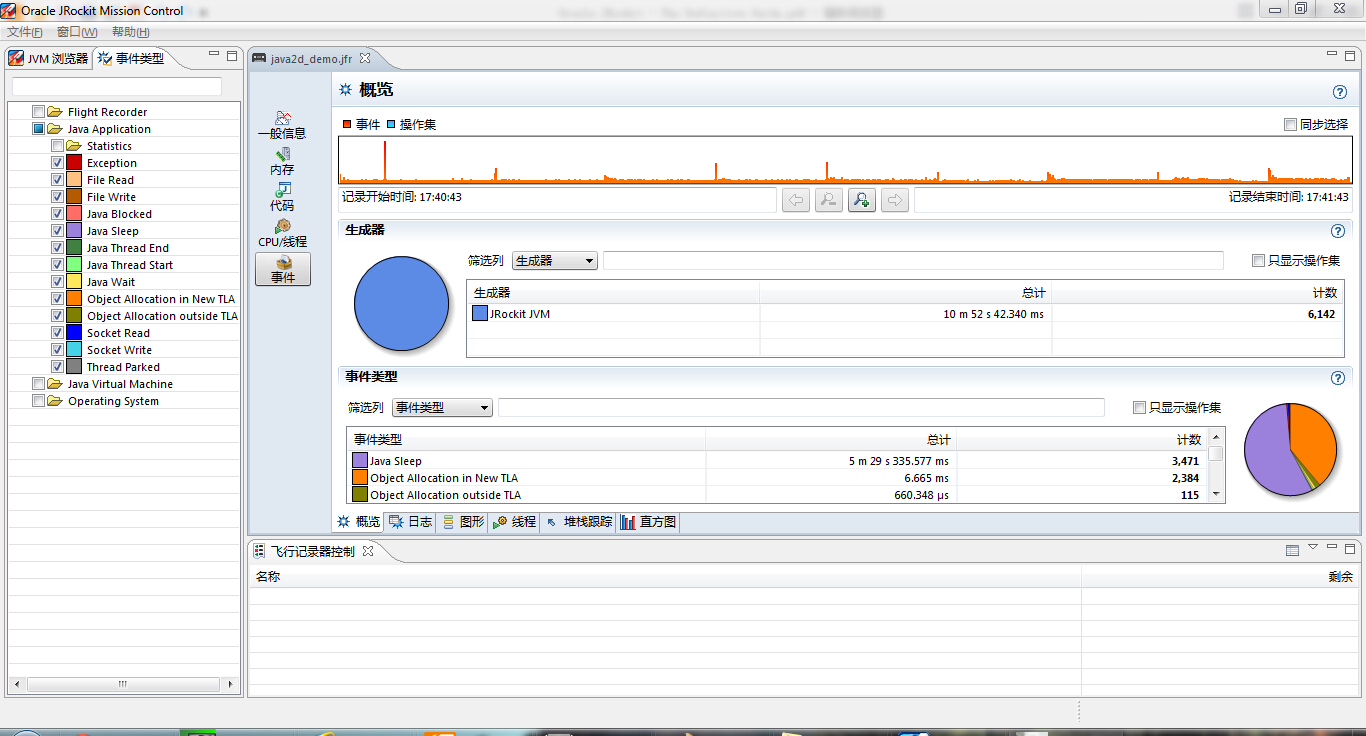 Oracle JRockit Mission Control
文件(F) 窗口(W) 帮助(H)
JVM 浏览器 事件类型
Flight Recorder
Java Application
Statistics
Exception
File Read
File Write
Java Blocked
Java Sleep
Java Thread End
Java Thread Start
Java Wait
Object Allocation in New TLA
Object Allocation outside TLA
Socket Read
Socket Write
Thread Parked
Java Virtual Machine
Operating System
java2d_demo.jfr
一般信息
内存
代码
CPU/线程
事件
概览
事件 操作集 同步选择
记录开始时间: 17:40:43 记录结束时间: 17:41:43
生成器
筛选列 生成器 只显示操作集
生成器 总计 计数
JRockit JVM 10 m 52 s 42.340 ms 6,142
事件类型
筛选列 事件类型 只显示操作集
事件类型 总计 计数
Java Sleep 5 m 29 s 335.577 ms 3,471
Object Allocation in New TLA 6.665 ms 2,384
Object Allocation outside TLA 660.348 µs 115
概览 日志 图形 线程 堆栈跟踪 直方图
飞行记录器控制
名称 剩余